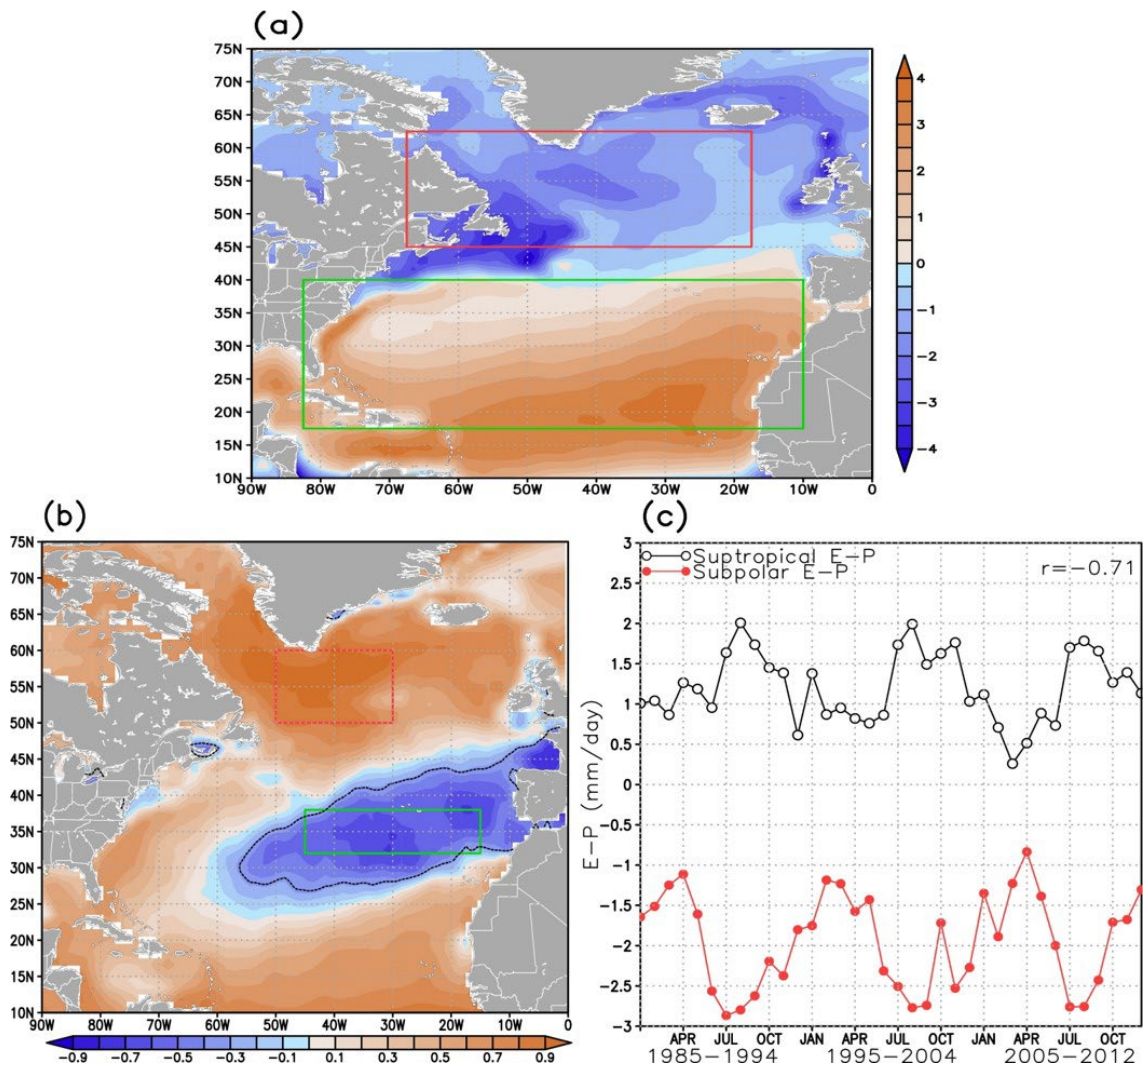 (a)
75N
70N
65N
60N
55N
50N
45N
40N
35N
30N
25N
20N
15N
10N
90W 80W 70W 60W 50W 40W 30W 20W 10W 0
4
3
2
1
0
-1
-2
-3
-4
(b)
75N
70N
65N
60N
55N
50N
45N
40N
35N
30N
25N
20N
15N
10N
90W 80W 70W 60W 50W 40W 30W 20W 10W 0
-0.9 -0.7 -0.5 -0.3 -0.1 0.1 0.3 0.5 0.7 0.9
(c)
Suptropical E-P
Subpolar E-P
r=-0.71
E-P (mm/day)
3
2.5
2
1.5
1
0.5
0
-0.5
-1
-1.5
-2
-2.5
-3
APR JUL OCT JAN APR JUL OCT JAN APR JUL OCT
1985-1994 1995-2004 2005-2012